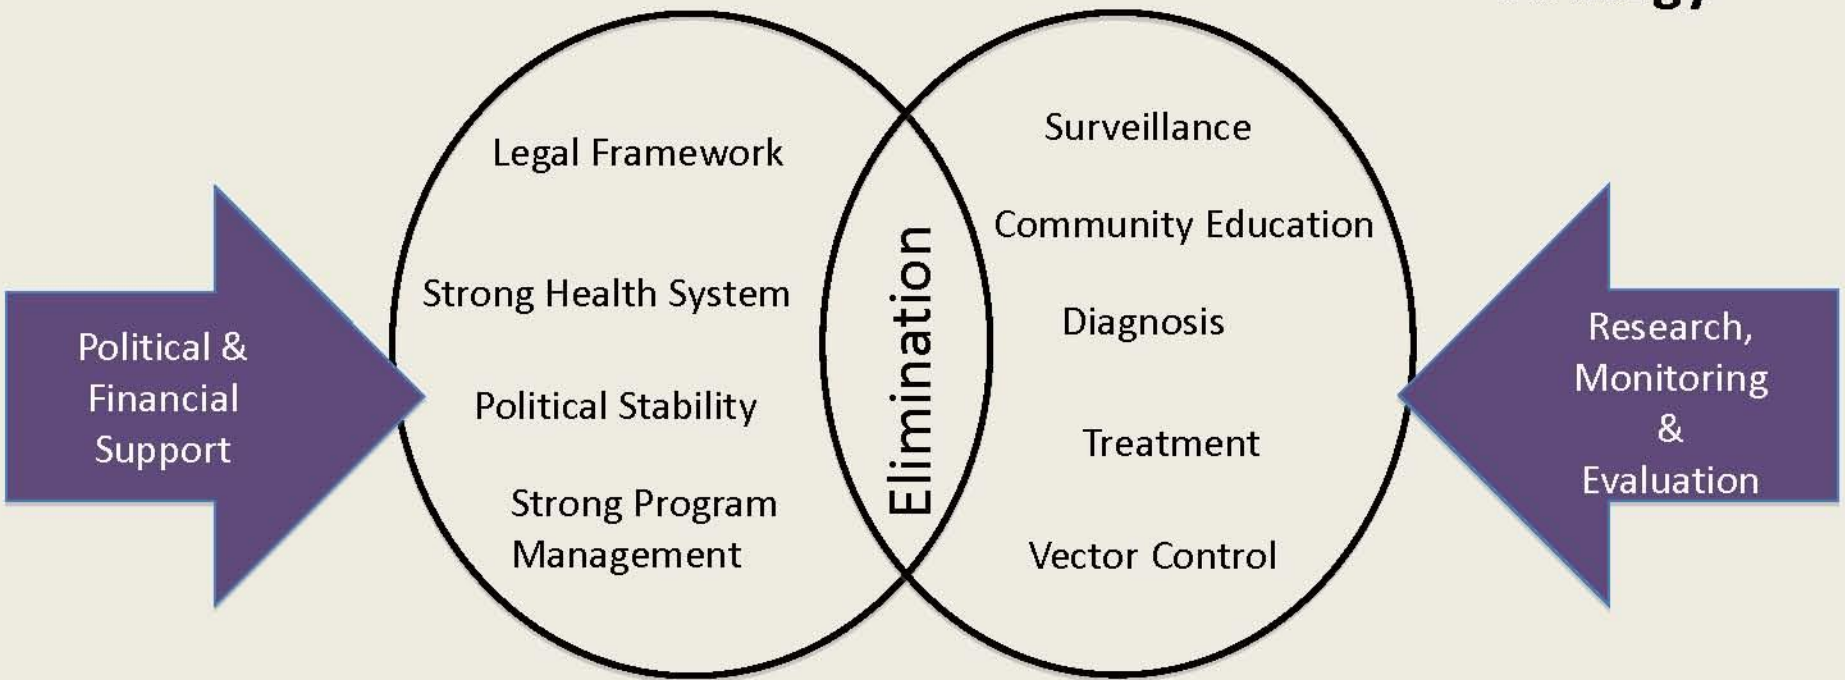 Legal Framework
Strong Health System
Political Stability
Strong Program
Management
Elimination
Surveillance
Community Education
Diagnosis
Treatment
Vector Control
Political &
Financial
Support
Research,
Monitoring
&
Evaluation